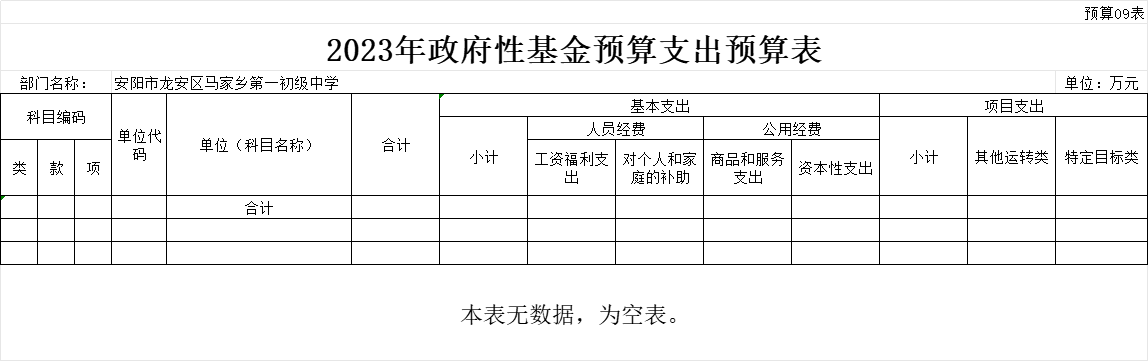 预算09表
2023年政府性基金预算支出预算表
部门名称： 安阳市龙安区马家乡第一初级中学 单位：万元
科目编码 单位代码 单位（科目名称） 合计 基本支出 项目支出
小计 人员经费 公用经费 小计 其他运转类 特定目标类
类 款 项 工资福利支出 对个人和家庭的补助 商品和服务支出 资本性支出
合计
本表无数据，为空表。